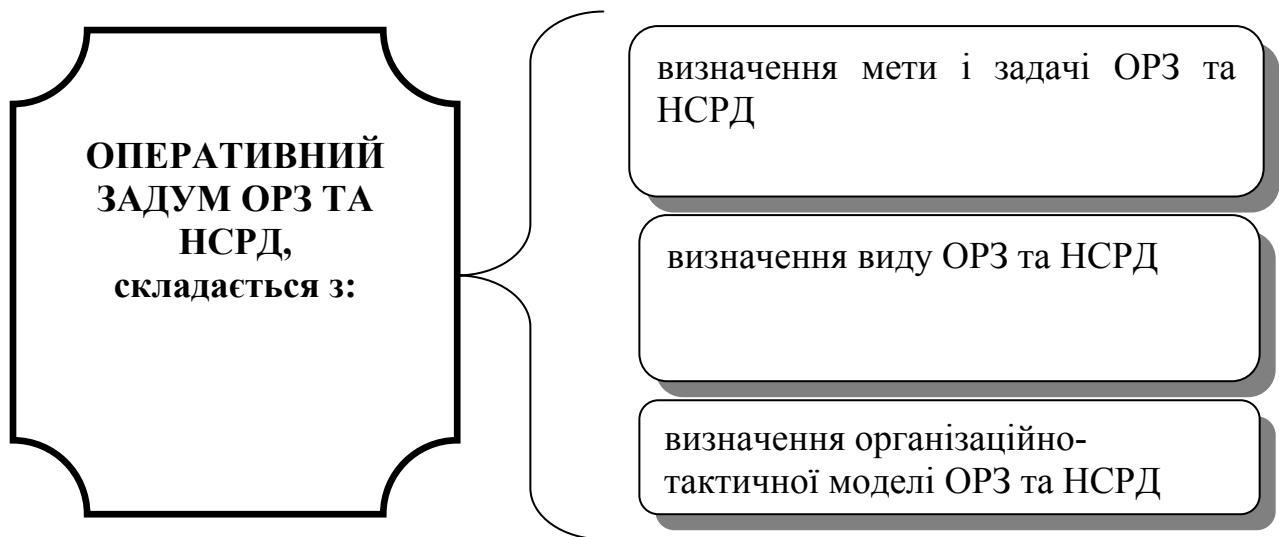 ОПЕРАТИВНИЙ
ЗАДУМ ОРЗ ТА
НСРД,
складається з:
визначення мети і задачі ОРЗ та
НСРД
визначення виду ОРЗ та НСРД
визначення організаційно-
тактичної моделі ОРЗ та НСРД